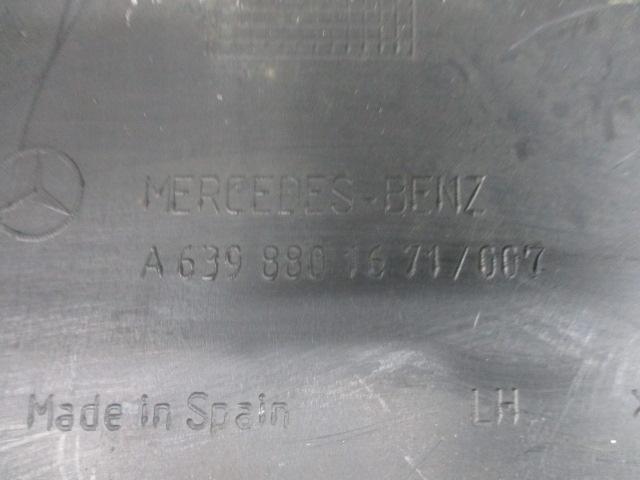 MERCEDES-BENZ
A 639 880 16 71/007
Made in Spain LH